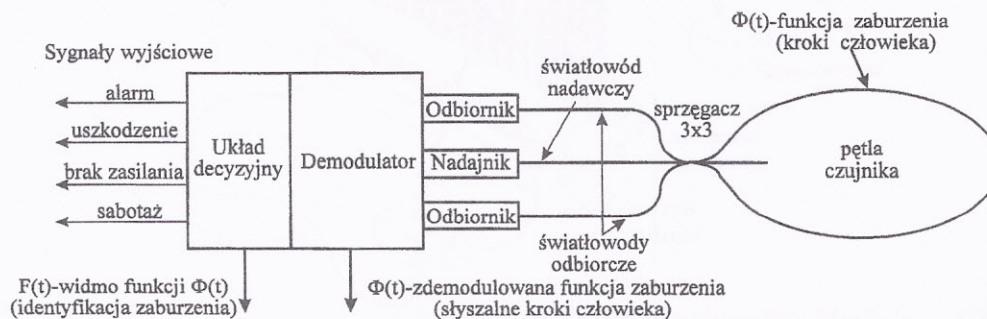 Φ(t)-funkcja zaburzenia
(kroki człowieka)
Sygnały wyjściowe
alarm
uszkodzenie
brak zasilania
sabotaż
Układ
decyzyjny
Demodulator
Odbiornik
Nadajnik
Odbiornik
światłowód
nadawczy
sprzęgacz
3x3
pętla
czujnika
światłowody
odbiorcze
F(t)-widmo funkcji Φ(t)
(identyfikacja zaburzenia)
Φ(t)-zdemodulowana funkcja zaburzenia
(słyszalne kroki człowieka)